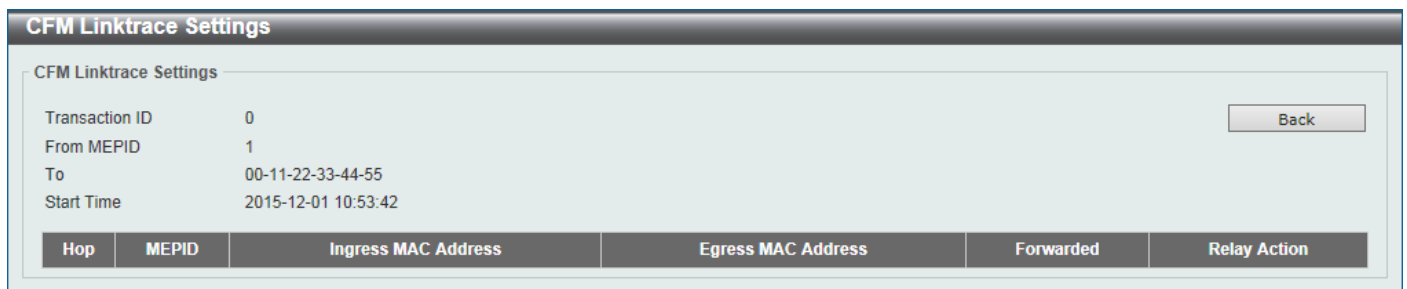 CFM Linktrace Settings
CFM Linktrace Settings
Transaction ID 0 Back
From MEPID 1
To 00-11-22-33-44-55
Start Time 2015-12-01 10:53:42
Hop MEPID Ingress MAC Address Egress MAC Address Forwarded Relay Action